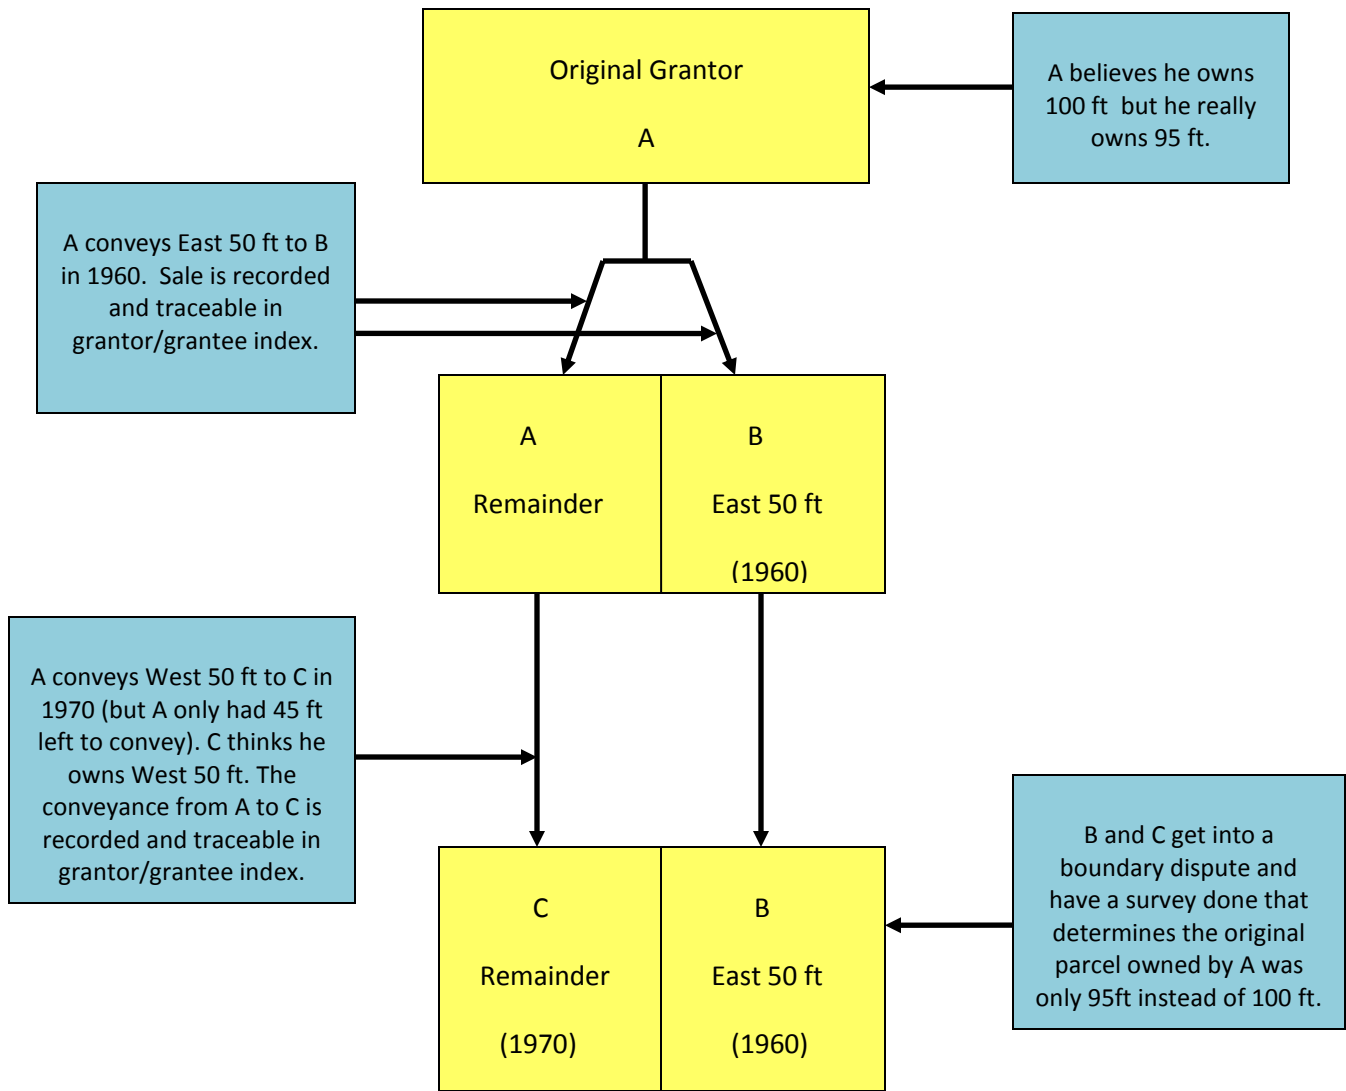 Original Grantor
A
A believes he owns
100 ft  but he really
owns 95 ft.
A conveys East 50 ft to B
in 1960.  Sale is recorded
and traceable in
grantor/grantee index.
A
Remainder
B
East 50 ft
(1960)
A conveys West 50 ft to C in
1970 (but A only had 45 ft
left to convey). C thinks he
owns West 50 ft. The
conveyance from A to C is
recorded and traceable in
grantor/grantee index.
C
Remainder
(1970)
B
East 50 ft
(1960)
B and C get into a
boundary dispute and
have a survey done that
determines the original
parcel owned by A was
only 95ft instead of 100 ft.